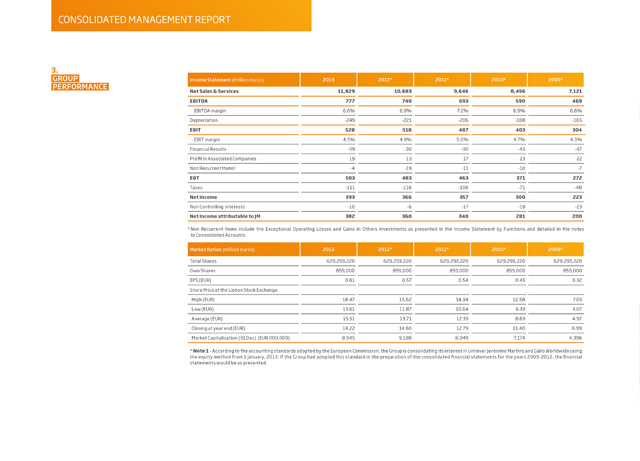 CONSOLIDATED MANAGEMENT REPORT
3.
GROUP
PERFORMANCE
Income Statement (million euros) 2013 2012* 2011* 2010* 2009*
Net Sales & Services 11,829 10,683 9,646 8,496 7,121
EBITDA 777 740 693 590 469
EBITDA margin 6.6% 6.9% 7.2% 6.9% 6.6%
Depreciation -249 -221 -206 -188 -165
EBIT 528 518 487 403 304
EBIT margin 4.5% 4.9% 5.0% 4.7% 4.3%
Financial Results -39 -30 -30 -45 -47
Profit in Associated Companies 19 13 17 23 22
Non Recurrent Items¹ -4 -19 -11 -10 -7
EBT 503 483 463 371 272
Taxes -111 -116 -106 -71 -48
Net Income 393 366 357 300 223
Non Controlling Interests -10 -6 -17 -19 -23
Net Income attributable to JM 382 360 340 281 200
¹ Non Recurrent Items include the Exceptional Operating Losses and Gains in Others Investments as presented in the Income Statement by Functions and detailed in the notes
to Consolidated Accounts.
Market Ratios (million euros) 2013 2012* 2011* 2010* 2009*
Total Shares 629,293,220 629,293,220 629,293,220 629,293,220 629,293,220
Own Shares 859,000 859,000 859,000 859,000 859,000
EPS (EUR) 0.61 0.57 0.54 0.45 0.32
Share Price at the Lisbon Stock Exchange
High (EUR) 18.47 15.62 14.34 12.58 7.05
Low (EUR) 13.61 11.87 10.64 6.33 3.07
Average (EUR) 15.51 13.71 12.33 8.63 4.97
Closing at year end (EUR) 14.22 14.60 12.79 11.40 6.99
Market Capitalisation (31 Dec) (EUR 000,000) 8,945 9,188 8,049 7,174 4,396
* Note 1 - According to the accounting standards adopted by the European Commission, the Group is consolidating its interest in Unilever Jerónimo Martins and Gallo Worldwide using
the equity method from 1 January, 2013. If the Group had adopted this standard in the preparation of the consolidated financial statements for the years 2009-2012, the financial
statements would be as presented.